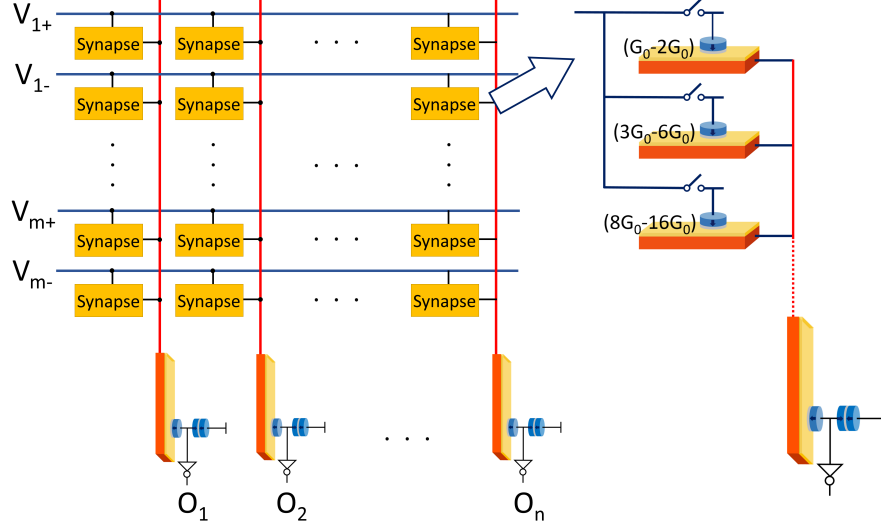 V1+
Synapse Synapse . . . Synapse
V1-
Synapse Synapse . . . Synapse
Vm+
Synapse Synapse . . . Synapse
Vm-
Synapse Synapse . . . Synapse
. . .
O1 O2 On
(G0-2G0)
(3G0-6G0)
(8G0-16G0)